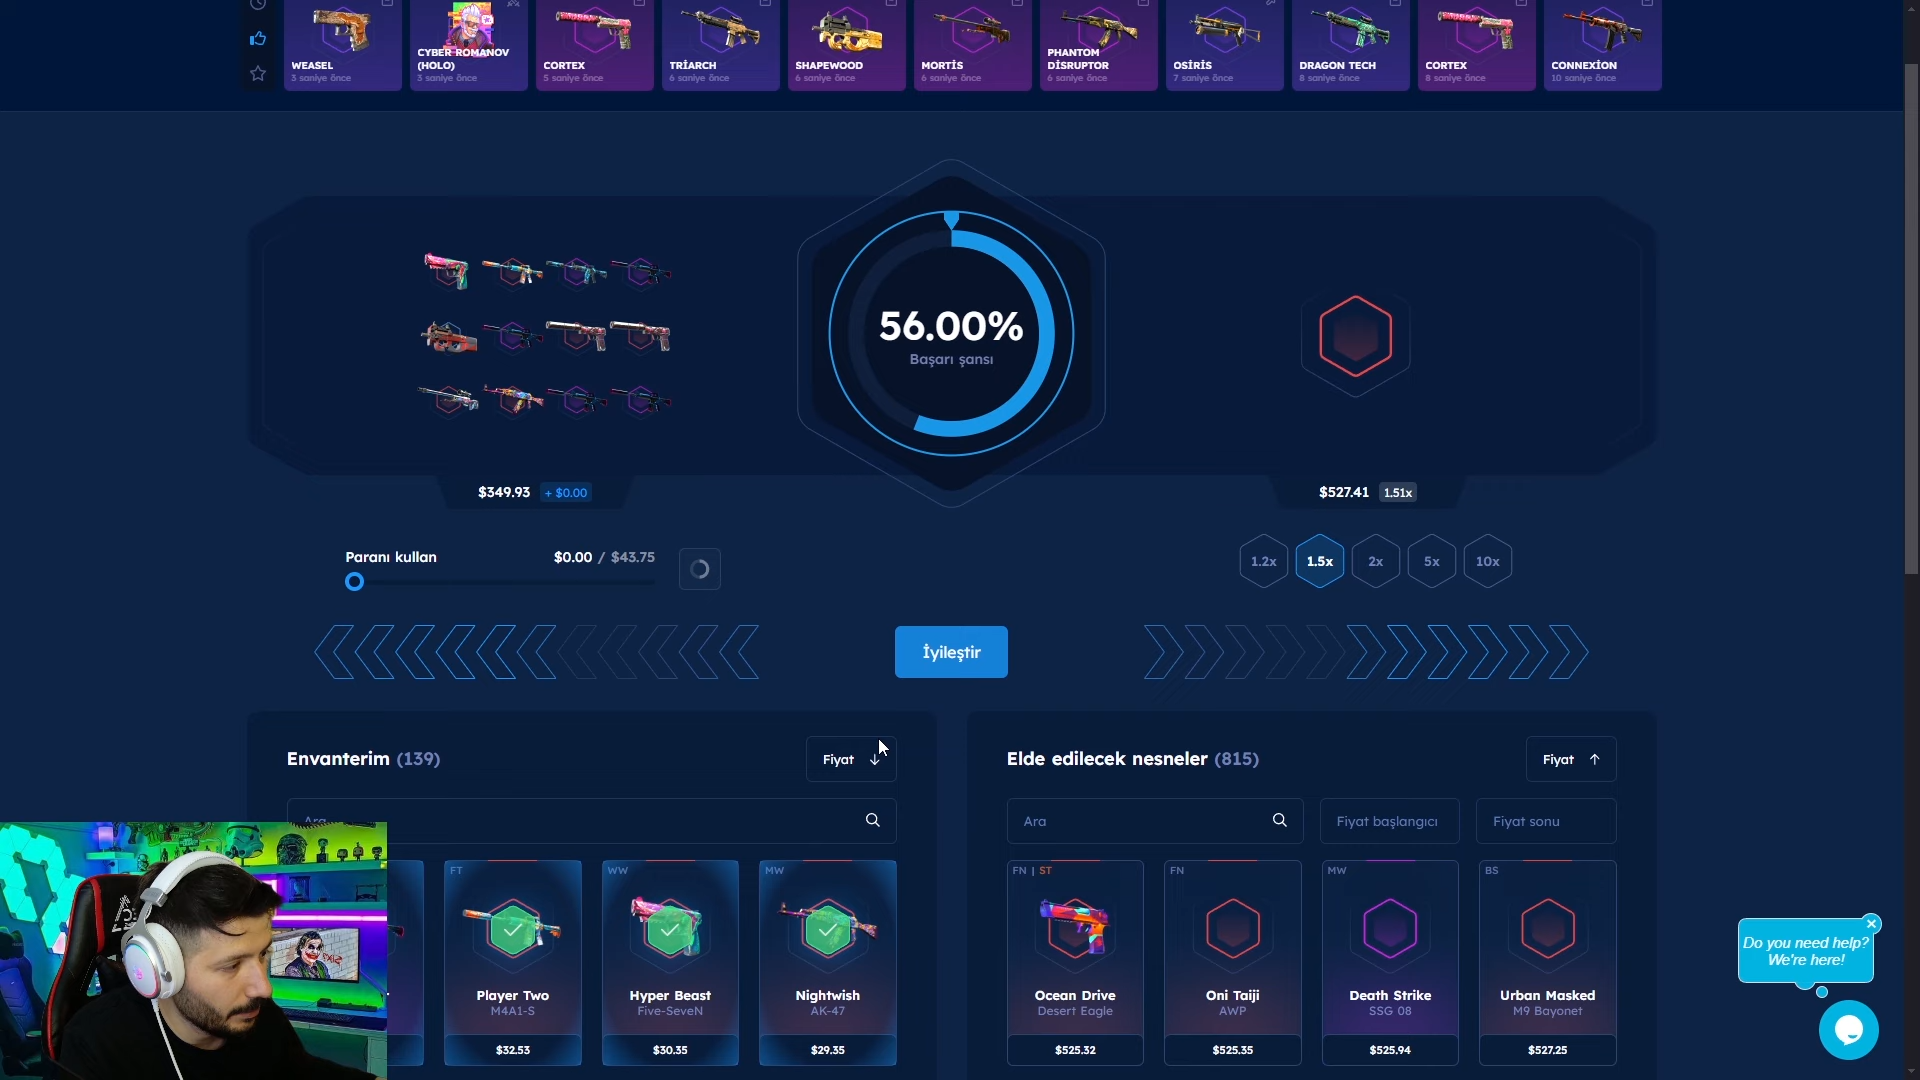 WEASEL
3 saniye önce
CYBER ROMANOV
(HOLO)
3 saniye önce
CORTEX
5 saniye önce
TRİARCH
6 saniye önce
SHAPEWOOD
6 saniye önce
MORTİS
6 saniye önce
PHANTOM
DİSRUPTOR
6 saniye önce
OSİRİS
7 saniye önce
DRAGON TECH
8 saniye önce
CORTEX
8 saniye önce
CONNEXİON
10 saniye önce
56.00%
Başarı şansı
$349.93 + $0.00
$527.41 1.51x
Paranı kullan $0.00 / $43.75
1.2x 1.5x 2x 5x 10x
İyileştir
Envanterim (139)
Fiyat
Ara
FT
Player Two
M4A1-S
$32.53
WW
Hyper Beast
Five-SeveN
$30.35
MW
Nightwish
AK-47
$29.35
Elde edilecek nesneler (815)
Fiyat
Ara
Fiyat başlangıcı
Fiyat sonu
FN | ST
Ocean Drive
Desert Eagle
$525.32
FN
Oni Taiji
AWP
$525.35
MW
Death Strike
SSG 08
$525.94
BS
Urban Masked
M9 Bayonet
$527.25
Do you need help?
We're here!